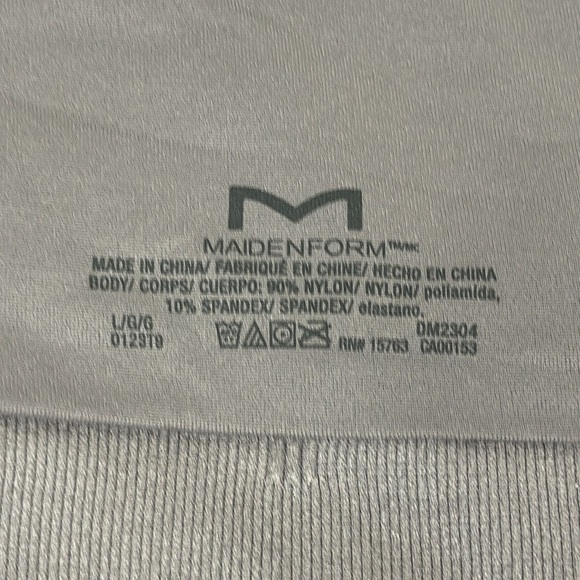 M
MAIDENFORM™/MC
MADE IN CHINA/ FABRIQUÉ EN CHINE/ HECHO EN CHINA
BODY/ CORPS/ CUERPO: 90% NYLON/ NYLON/ poliamida,
10% SPANDEX/ SPANDEX/ elastano.
L/G/G DM2304
0123T9 RN# 15763 CA00153